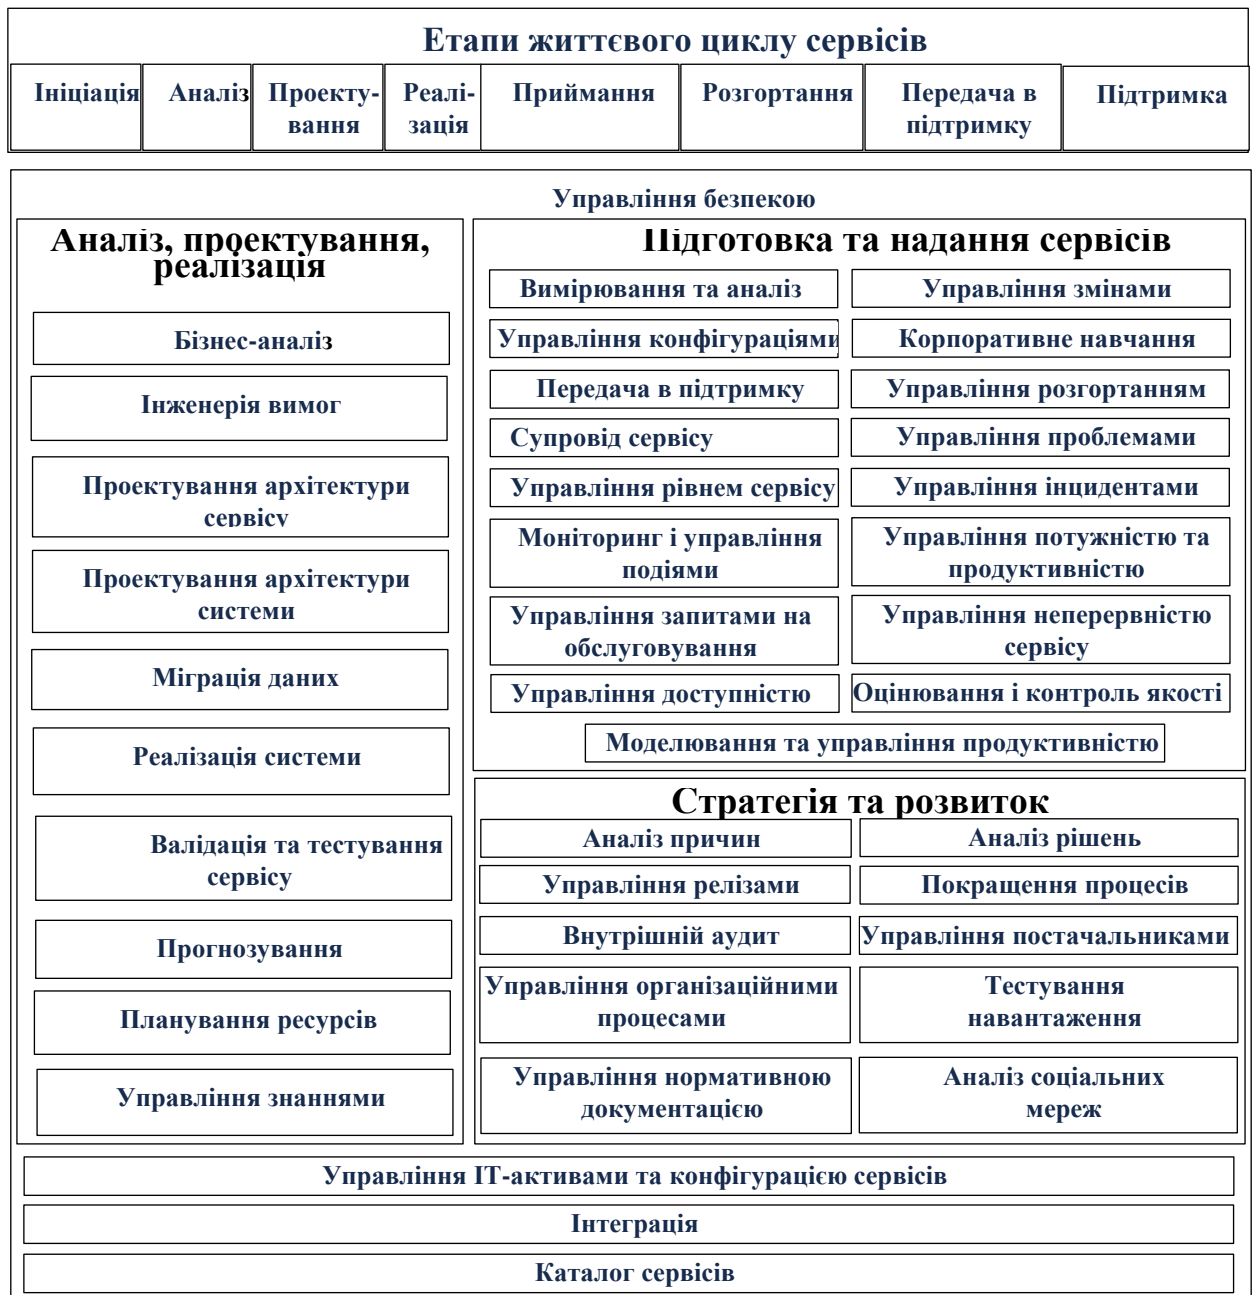 Етапи життєвого циклу сервісів
Ініціація
Аналіз
Проекту-
вання
Реалі-
зація
Приймання
Розгортання
Передача в
підтримку
Підтримка
Управління безпекою
Аналіз, проектування,
реалізація
Бізнес-аналіз
Інженерія вимог
Проектування архітектури
сервісу
Проектування архітектури
системи
Міграція даних
Реалізація системи
Валідація та тестування
сервісу
Прогнозування
Планування ресурсів
Управління знаннями
Підготовка та надання сервісів
Вимірювання та аналіз
Управління змінами
Управління конфігураціями
Корпоративне навчання
Передача в підтримку
Управління розгортанням
Супровід сервісу
Управління проблемами
Управління рівнем сервісу
Управління інцидентами
Моніторинг і управління
подіями
Управління потужністю та
продуктивністю
Управління запитами на
обслуговування
Управління неперервністю
сервісу
Управління доступністю
Оцінювання і контроль якості
Моделювання та управління продуктивністю
Стратегія та розвиток
Аналіз причин
Аналіз рішень
Управління релізами
Покращення процесів
Внутрішній аудит
Управління постачальниками
Управління організаційними
процесами
Тестування
навантаження
Управління нормативною
документацією
Аналіз соціальних
мереж
Управління ІТ-активами та конфігурацією сервісів
Інтеграція
Каталог сервісів